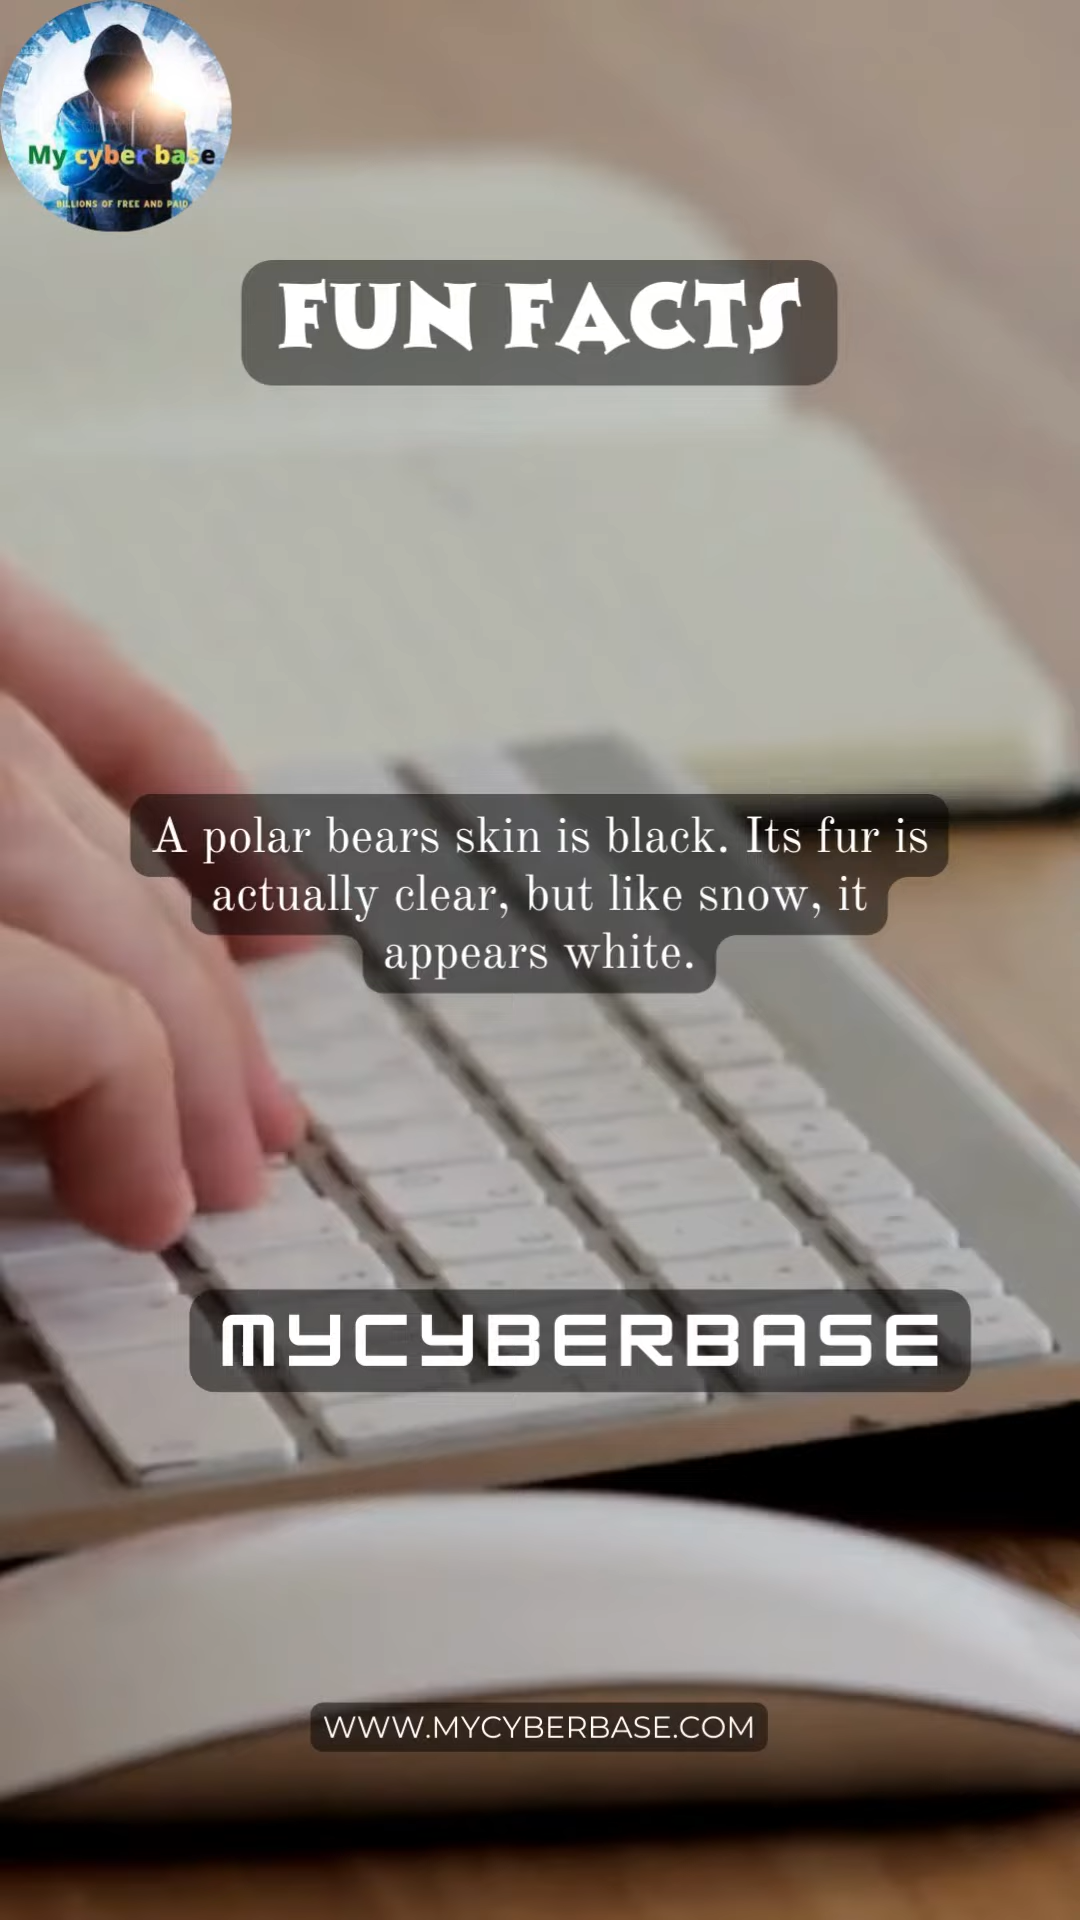 My cyber base
BILLIONS OF FREE AND PAID
FUN FACTS
A polar bears skin is black. Its fur is
actually clear, but like snow, it
appears white.
MYCYBERBASE
WWW.MYCYBERBASE.COM